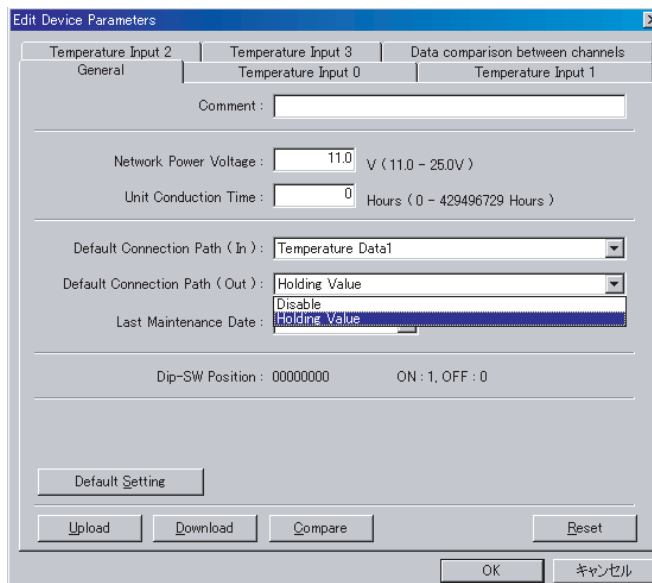 Edit Device Parameters
Temperature Input 2 Temperature Input 3 Data comparison between channels
General Temperature Input 0 Temperature Input 1
Comment :
Network Power Voltage : 11.0 V ( 11.0 - 25.0V )
Unit Conduction Time : 0 Hours ( 0 - 429496729 Hours )
Default Connection Path ( In ) : Temperature Data1
Default Connection Path ( Out ) : Holding Value
Disable
Last Maintenance Date : Holding Value
Dip-SW Position : 00000000 ON : 1, OFF : 0
Default Setting
Upload Download Compare Reset
OK キャンセル